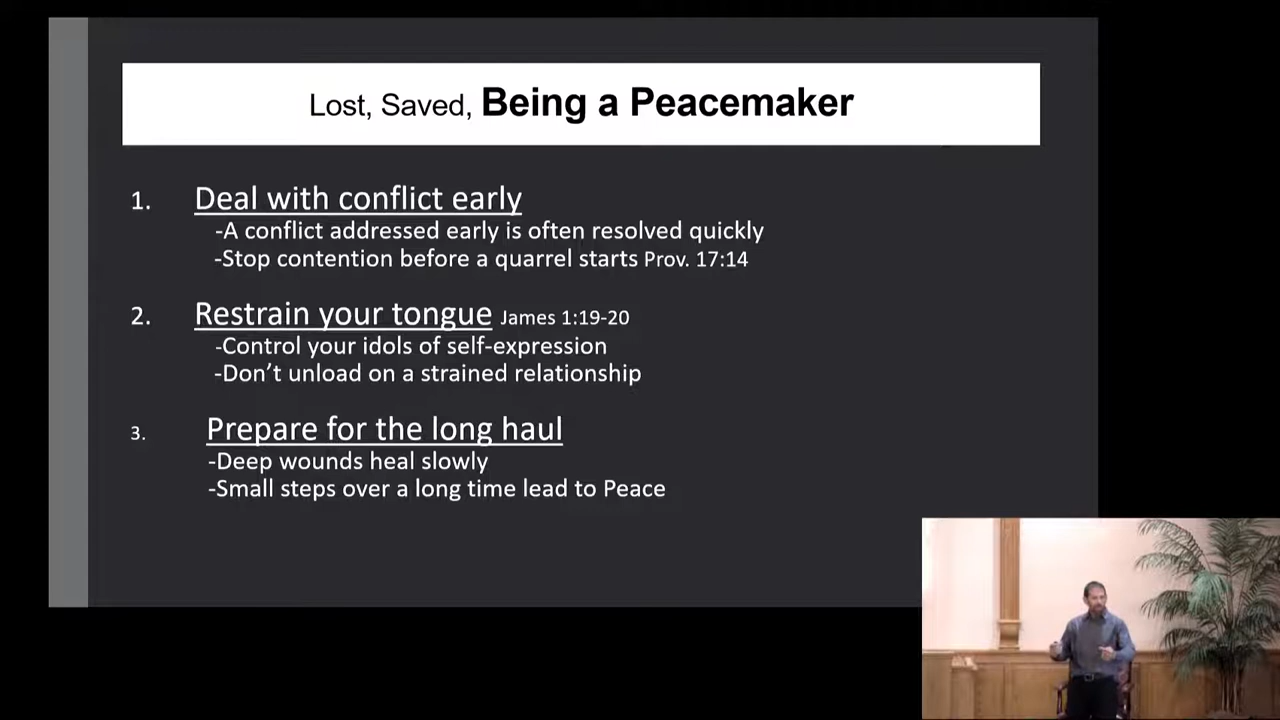 Lost, Saved, Being a Peacemaker
1. Deal with conflict early
-A conflict addressed early is often resolved quickly
-Stop contention before a quarrel starts Prov. 17:14
2. Restrain your tongue James 1:19-20
-Control your idols of self-expression
-Don’t unload on a strained relationship
3. Prepare for the long haul
-Deep wounds heal slowly
-Small steps over a long time lead to Peace